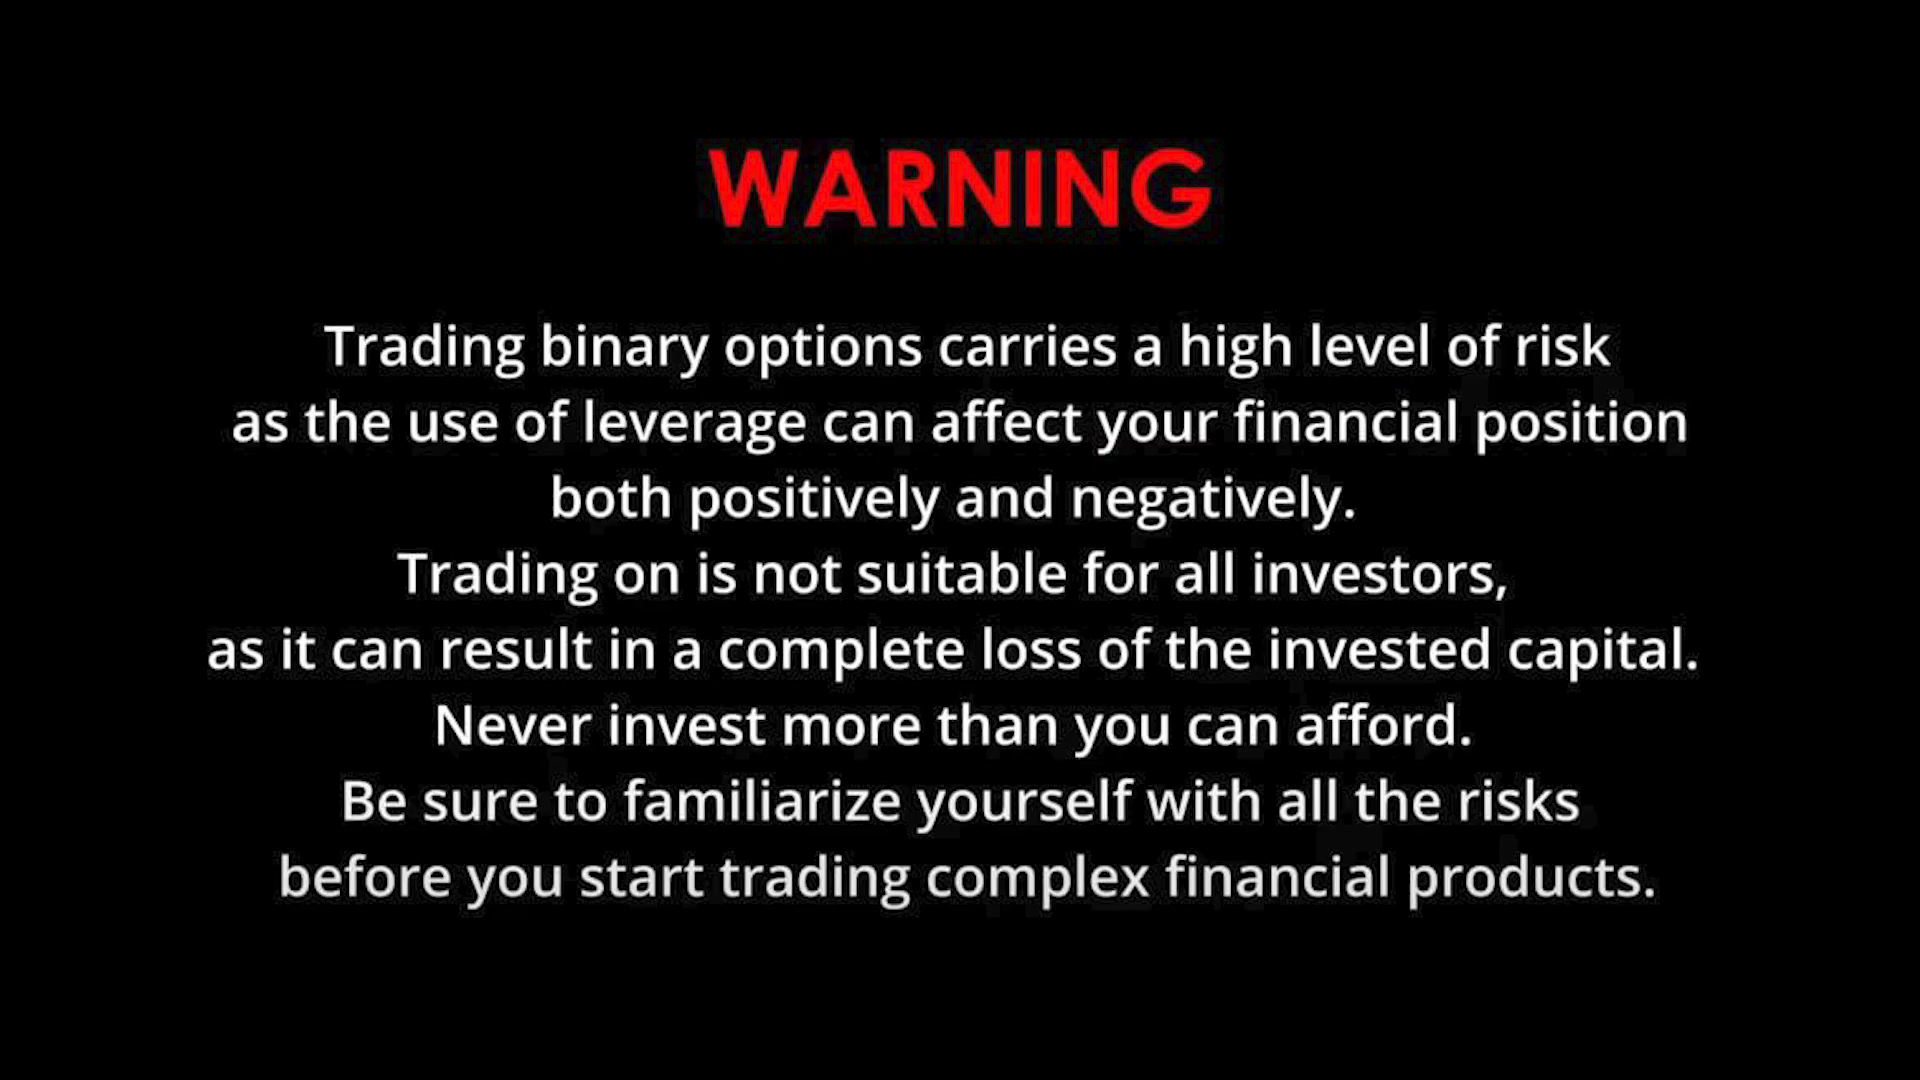 WARNING
Trading binary options carries a high level of risk
as the use of leverage can affect your financial position
both positively and negatively.
Trading on is not suitable for all investors,
as it can result in a complete loss of the invested capital.
Never invest more than you can afford.
Be sure to familiarize yourself with all the risks
before you start trading complex financial products.